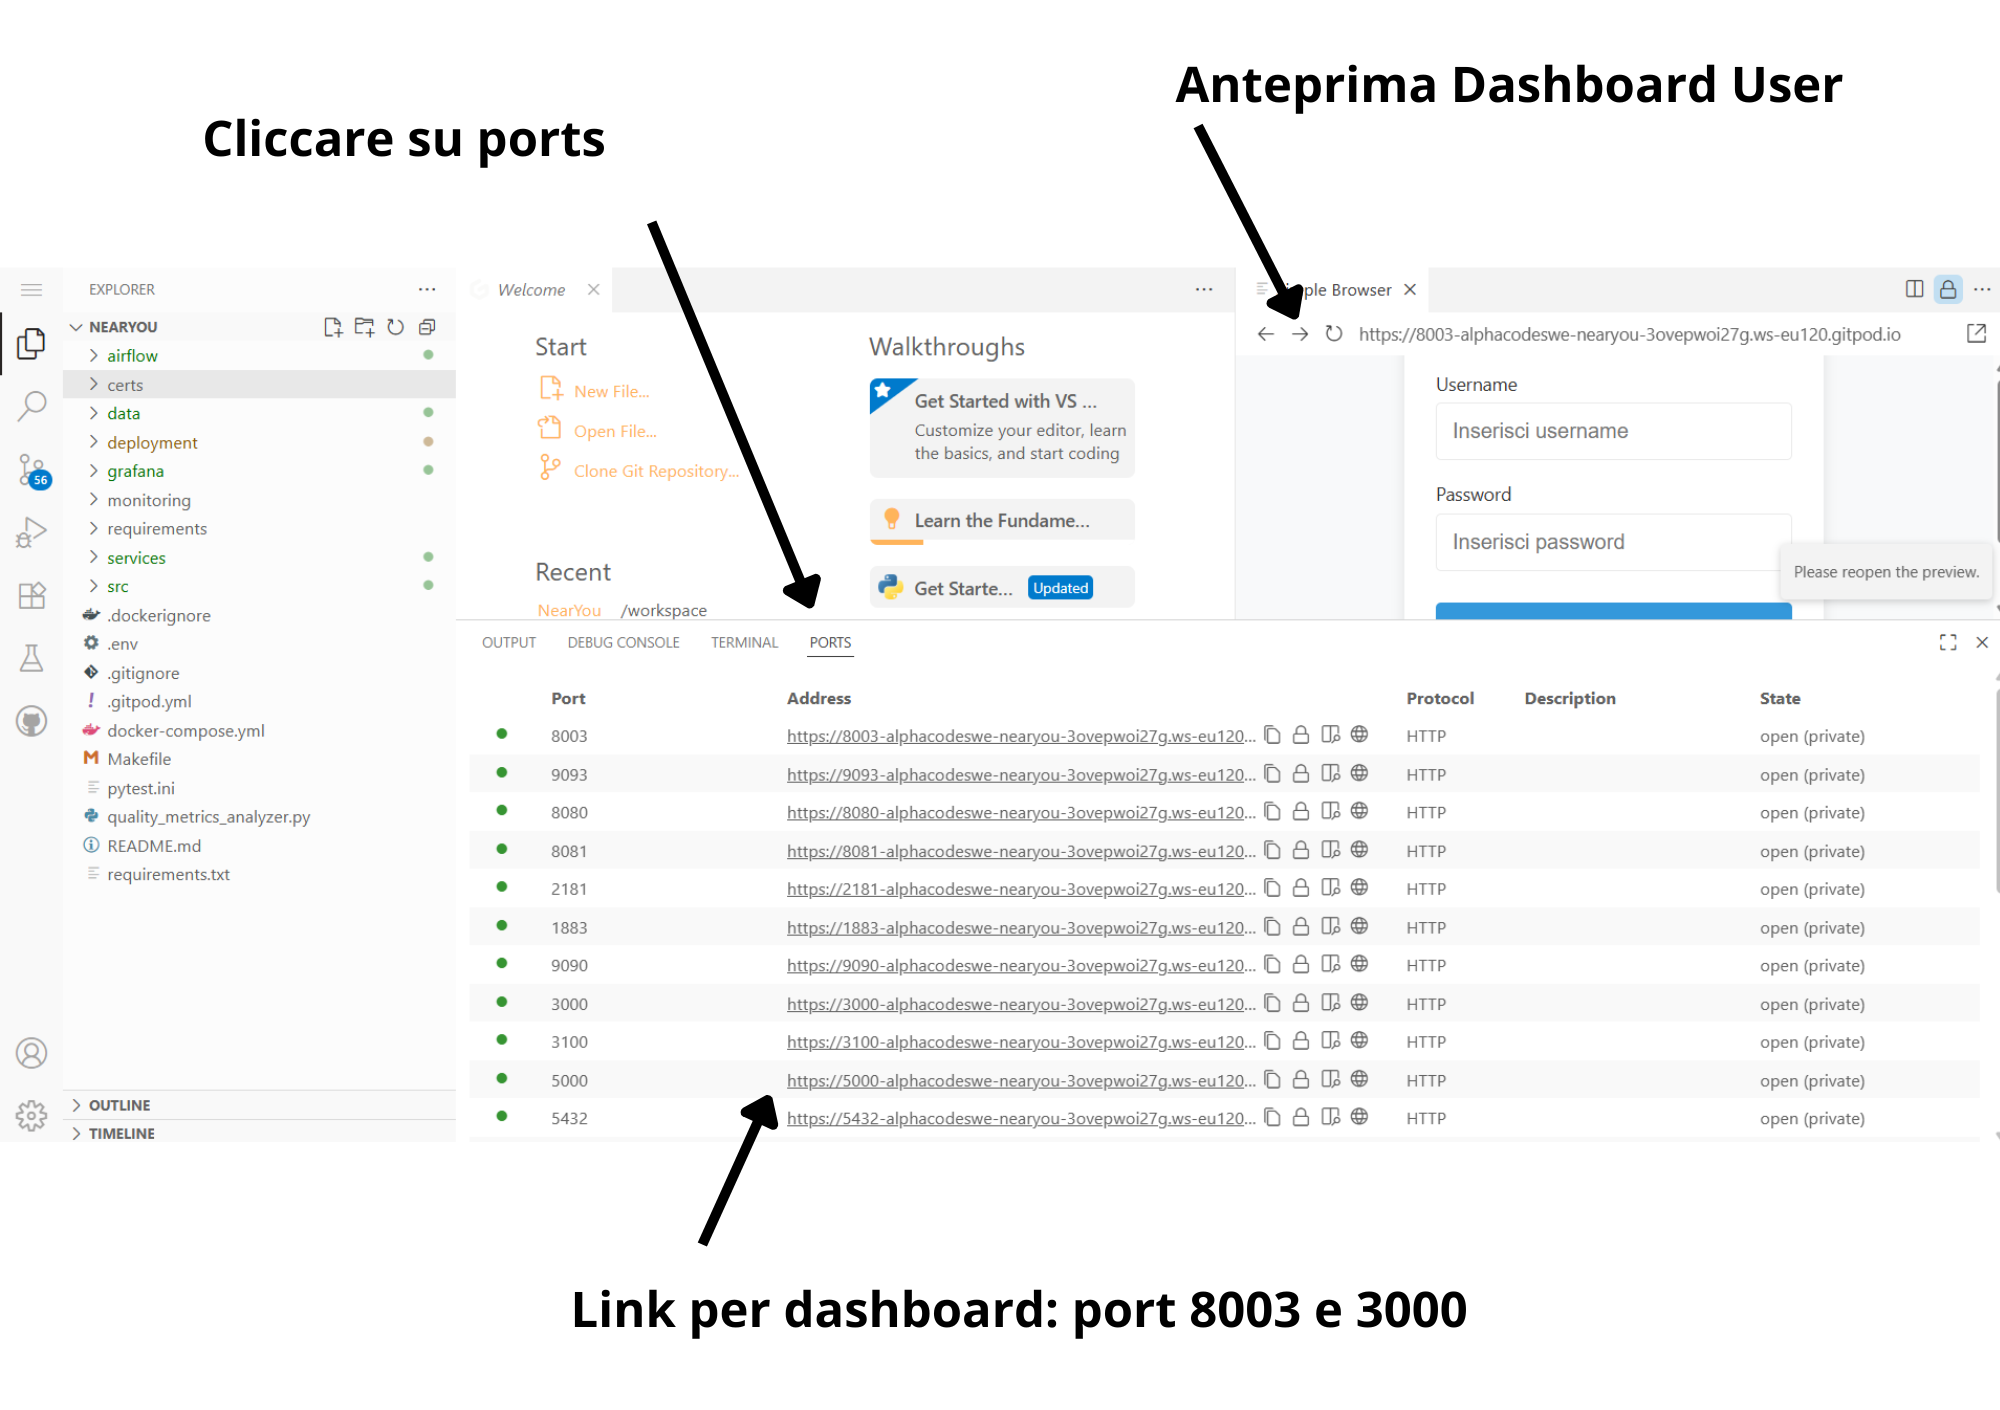 Anteprima Dashboard User
Cliccare su ports
EXPLORER
NEARYOU
airflow
certs
data
deployment
grafana
monitoring
requirements
services
src
.dockerignore
.env
.gitignore
.gitpod.yml
docker-compose.yml
Makefile
pytest.ini
quality_metrics_analyzer.py
README.md
requirements.txt
OUTLINE
TIMELINE
56
Welcome
Start
New File...
Open File...
Clone Git Repository...
Recent
NearYou /workspace
Walkthroughs
Get Started with VS ...
Customize your editor, learn
the basics, and start coding
Learn the Fundame...
Get Starte... Updated
ple Browser
https://8003-alphacodeswe-nearyou-3ovepwoi27g.ws-eu120.gitpod.io
Username
Inserisci username
Password
Inserisci password
Please reopen the preview.
OUTPUT DEBUG CONSOLE TERMINAL PORTS
Port Address Protocol Description State
8003 https://8003-alphacodeswe-nearyou-3ovepwoi27g.ws-eu120... HTTP open (private)
9093 https://9093-alphacodeswe-nearyou-3ovepwoi27g.ws-eu120... HTTP open (private)
8080 https://8080-alphacodeswe-nearyou-3ovepwoi27g.ws-eu120... HTTP open (private)
8081 https://8081-alphacodeswe-nearyou-3ovepwoi27g.ws-eu120... HTTP open (private)
2181 https://2181-alphacodeswe-nearyou-3ovepwoi27g.ws-eu120... HTTP open (private)
1883 https://1883-alphacodeswe-nearyou-3ovepwoi27g.ws-eu120... HTTP open (private)
9090 https://9090-alphacodeswe-nearyou-3ovepwoi27g.ws-eu120... HTTP open (private)
3000 https://3000-alphacodeswe-nearyou-3ovepwoi27g.ws-eu120... HTTP open (private)
3100 https://3100-alphacodeswe-nearyou-3ovepwoi27g.ws-eu120... HTTP open (private)
5000 https://5000-alphacodeswe-nearyou-3ovepwoi27g.ws-eu120... HTTP open (private)
5432 https://5432-alphacodeswe-nearyou-3ovepwoi27g.ws-eu120... HTTP open (private)
Link per dashboard: port 8003 e 3000